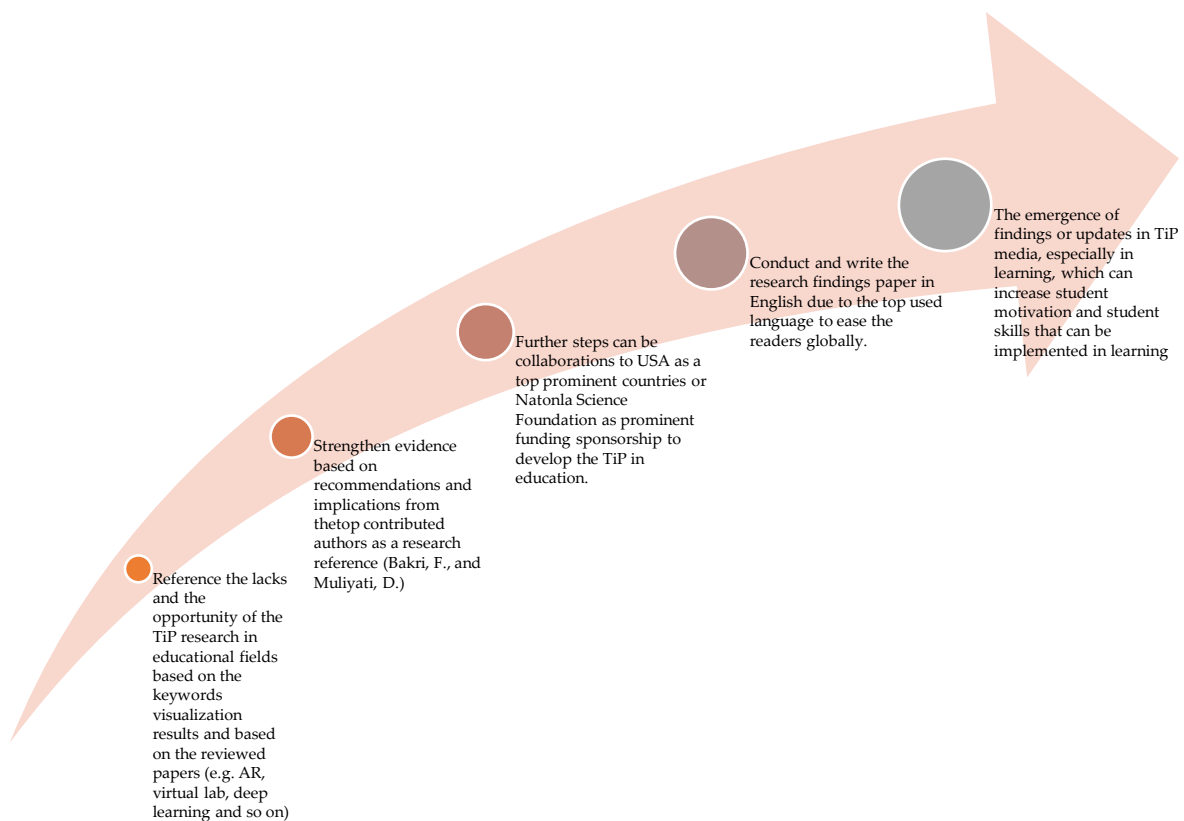 Reference the lacks
and the
opportunity of the
TiP research in
educational fields
based on the
keywords
visualization
results and based
on the reviewed
papers (e.g. AR,
virtual lab, deep
learning and so on)
Strengthen evidence
based on
recommendations and
implications from
thetop contributed
authors as a research
reference (Bakri, F., and
Muliyati, D.)
Further steps can be
collaborations to USA as a
top prominent countries or
Natonla Science
Foundation as prominent
funding sponsorship to
develop the TiP in
education.
Conduct and write the
research findings paper in
English due to the top used
language to ease the
readers globally.
The emergence of
findings or updates in TiP
media, especially in
learning, which can
increase student
motivation and student
skills that can be
implemented in learning